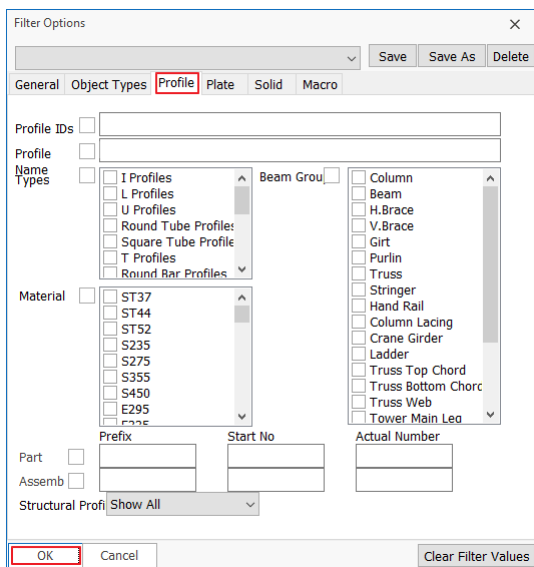 Filter Options
Save Save As Delete
General Object Types Profile Plate Solid Macro
Profile IDs
Profile
Name
Types
I Profiles
L Profiles
U Profiles
Round Tube Profiles
Square Tube Profile
T Profiles
Round Bar Profiles
Beam Grou
Column
Beam
H.Brace
V.Brace
Girt
Purlin
Truss
Stringer
Hand Rail
Column Lacing
Crane Girder
Ladder
Truss Top Chord
Truss Bottom Chord
Truss Web
Tower Main Leg
Material
ST37
ST44
ST52
S235
S275
S355
S450
E295
E335
Prefix Start No Actual Number
Part
Assemb
Structural Profi Show All
OK Cancel Clear Filter Values